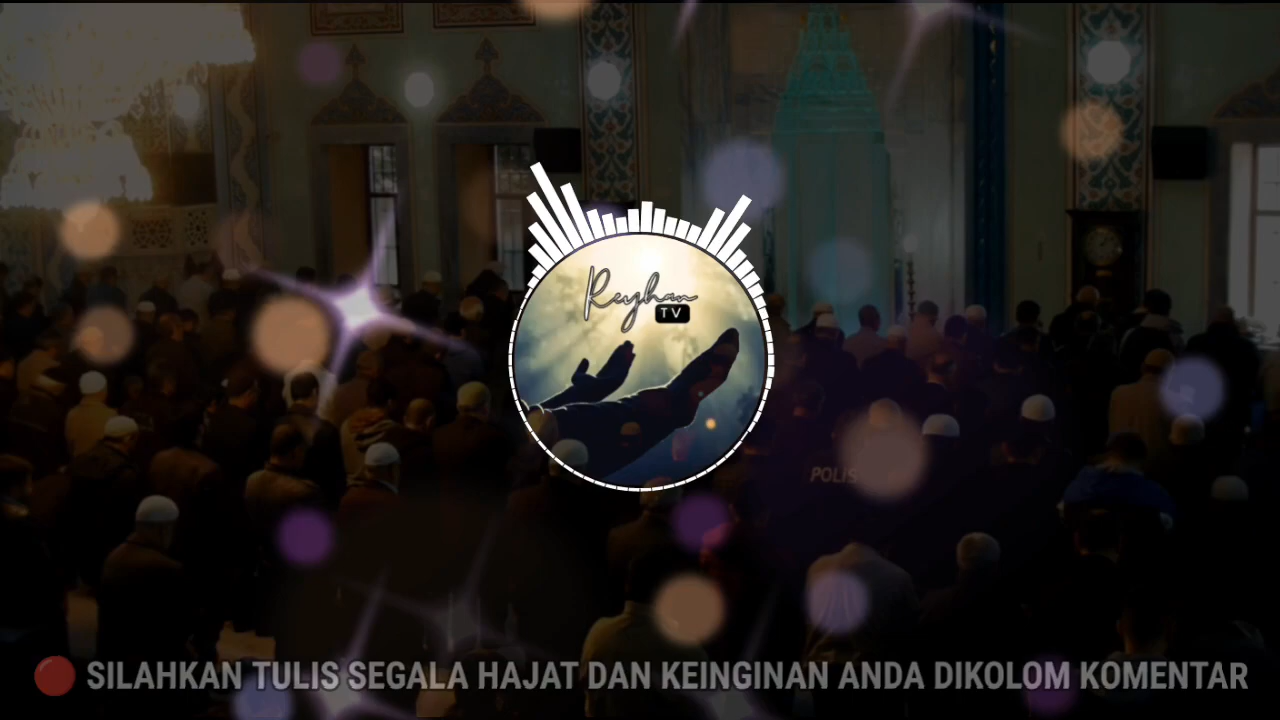 Reyhan
TV
POLIS
SILAHKAN TULIS SEGALA HAJAT DAN KEINGINAN ANDA DIKOLOM KOMENTAR